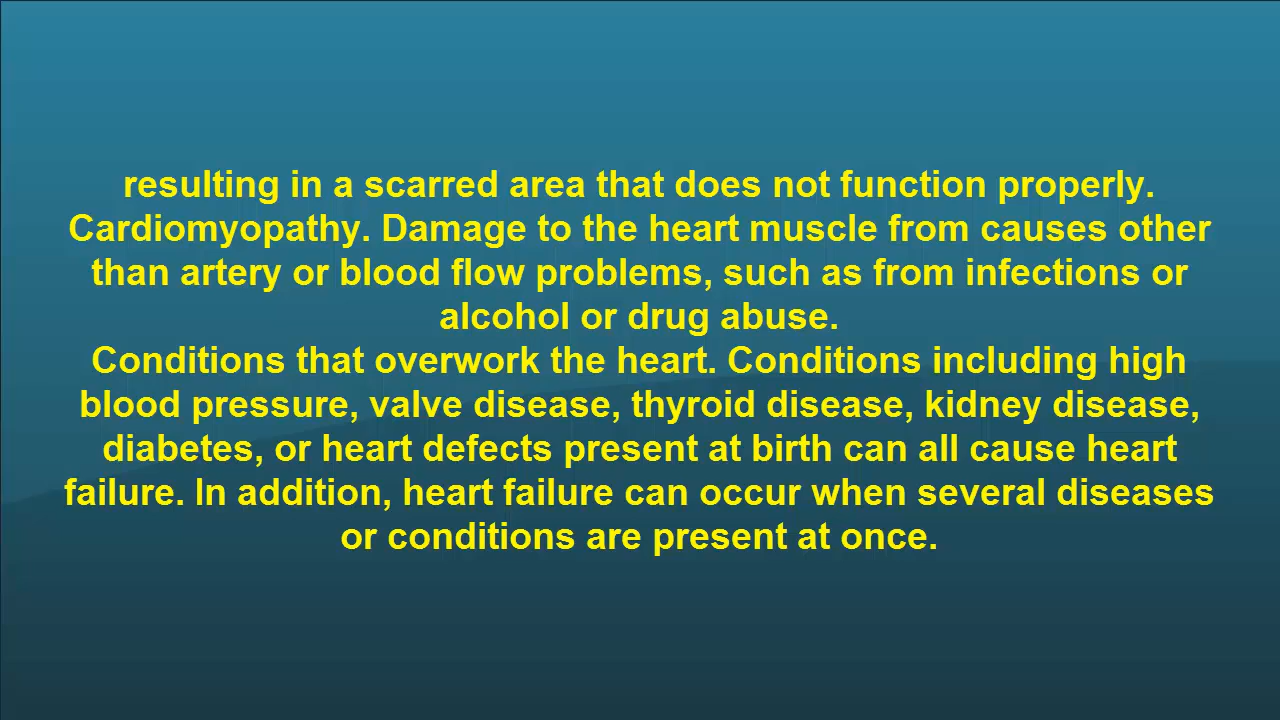 resulting in a scarred area that does not function properly.
Cardiomyopathy. Damage to the heart muscle from causes other
than artery or blood flow problems, such as from infections or
alcohol or drug abuse.
Conditions that overwork the heart. Conditions including high
blood pressure, valve disease, thyroid disease, kidney disease,
diabetes, or heart defects present at birth can all cause heart
failure. In addition, heart failure can occur when several diseases
or conditions are present at once.